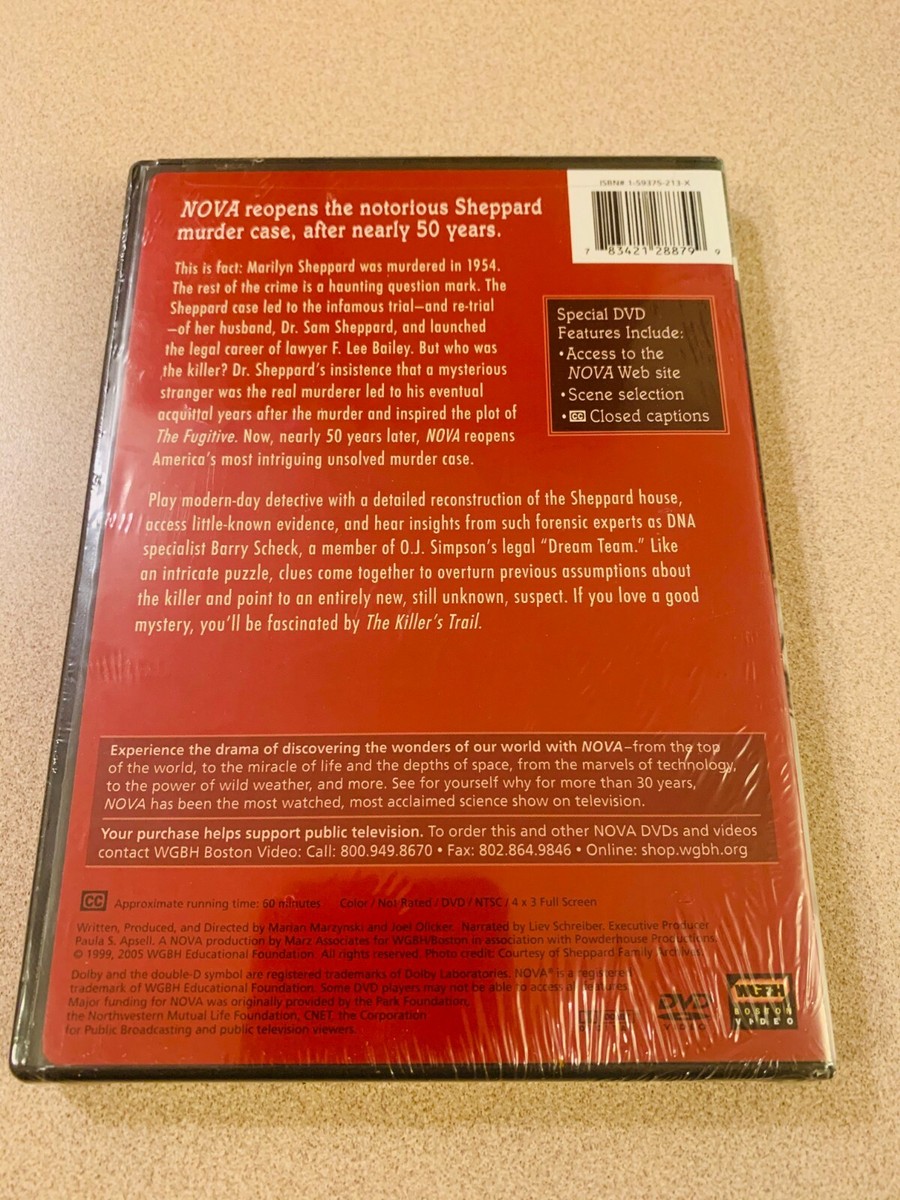 ISBN# 1-59375-213-X
7 83421 28879 9
NOVA reopens the notorious Sheppard
murder case, after nearly 50 years.
This is fact: Marilyn Sheppard was murdered in 1954.
The rest of the crime is a haunting question mark. The
Sheppard case led to the infamous trial—and re-trial
—of her husband, Dr. Sam Sheppard, and launched
the legal career of lawyer F. Lee Bailey. But who was
the killer? Dr. Sheppard's insistence that a mysterious
stranger was the real murderer led to his eventual
acquittal years after the murder and inspired the plot of
The Fugitive. Now, nearly 50 years later, NOVA reopens
America's most intriguing unsolved murder case.
Special DVD
Features Include:
• Access to the
NOVA Web site
• Scene selection
• CC Closed captions
Play modern-day detective with a detailed reconstruction of the Sheppard house,
access little-known evidence, and hear insights from such forensic experts as DNA
specialist Barry Scheck, a member of O.J. Simpson's legal "Dream Team." Like
an intricate puzzle, clues come together to overturn previous assumptions about
the killer and point to an entirely new, still unknown, suspect. If you love a good
mystery, you'll be fascinated by The Killer's Trail.
Experience the drama of discovering the wonders of our world with NOVA—from the top
of the world, to the miracle of life and the depths of space, from the marvels of technology,
to the power of wild weather, and more. See for yourself why for more than 30 years,
NOVA has been the most watched, most acclaimed science show on television.
Your purchase helps support public television. To order this and other NOVA DVDs and videos
contact WGBH Boston Video: Call: 800.949.8670 • Fax: 802.864.9846 • Online: shop.wgbh.org
CC Approximate running time: 60 minutes Color / Not Rated / DVD / NTSC / 4 x 3 Full Screen
Written, Produced, and Directed by Marian Marzynski and Joel Olicker. Narrated by Liev Schreiber. Executive Producer
Paula S. Apsell. A NOVA production by Marz Associates for WGBH/Boston in association with Powderhouse Productions.
© 1999, 2005 WGBH Educational Foundation. All rights reserved. Photo credit: Courtesy of Sheppard Family Archives.
Dolby and the double-D symbol are registered trademarks of Dolby Laboratories. NOVA® is a registered
trademark of WGBH Educational Foundation. Some DVD players may not be able to access all features.
Major funding for NOVA was originally provided by the Park Foundation,
the Northwestern Mutual Life Foundation, CNET, the Corporation
for Public Broadcasting and public television viewers.
DVD
VIDEO
WGBH
BOSTON
VIDEO